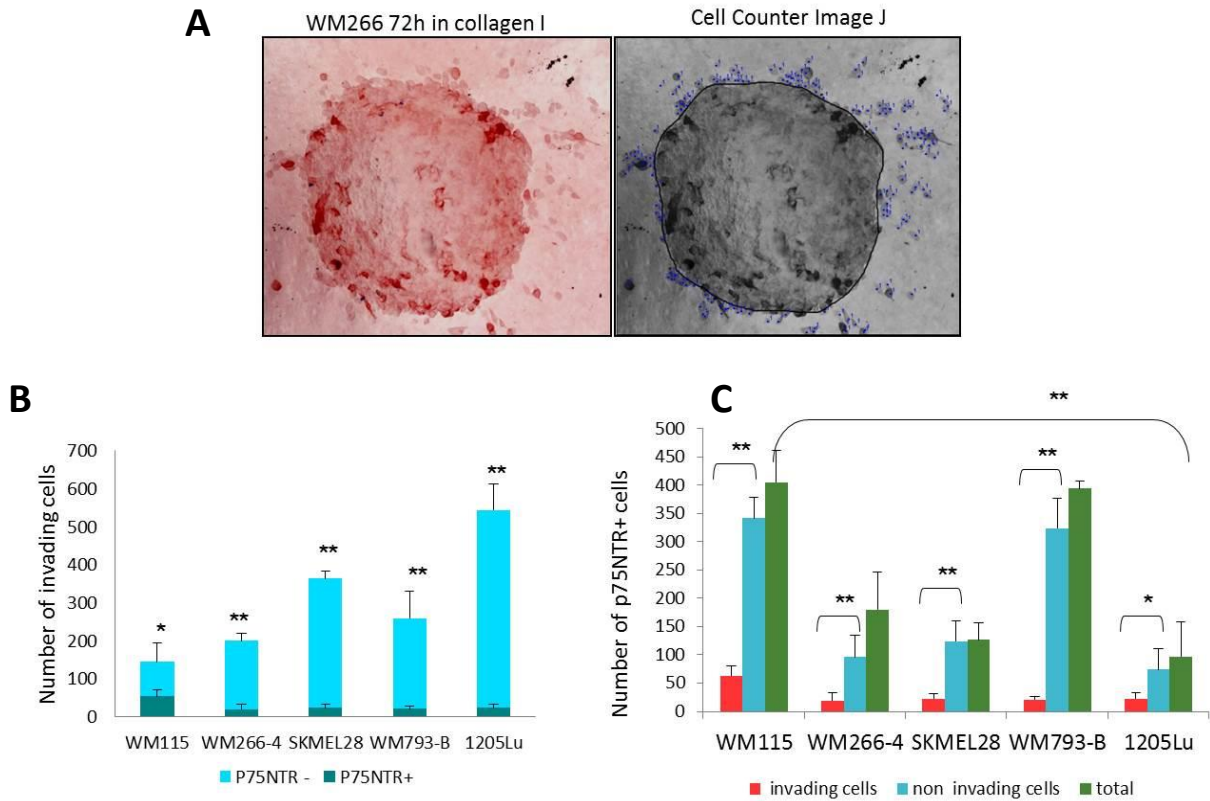 A
WM266 72h in collagen I
Cell Counter Image J
B
Number of invading cells
700
600
500
400
300
200
100
0
*
**
**
**
**
WM115 WM266-4 SKMEL28 WM793-B 1205Lu
P75NTR - P75NTR+
C
Number of p75NTR+ cells
500
450
400
350
300
250
200
150
100
50
0
**
**
**
**
**
*
WM115 WM266-4 SKMEL28 WM793-B 1205Lu
invading cells non invading cells total